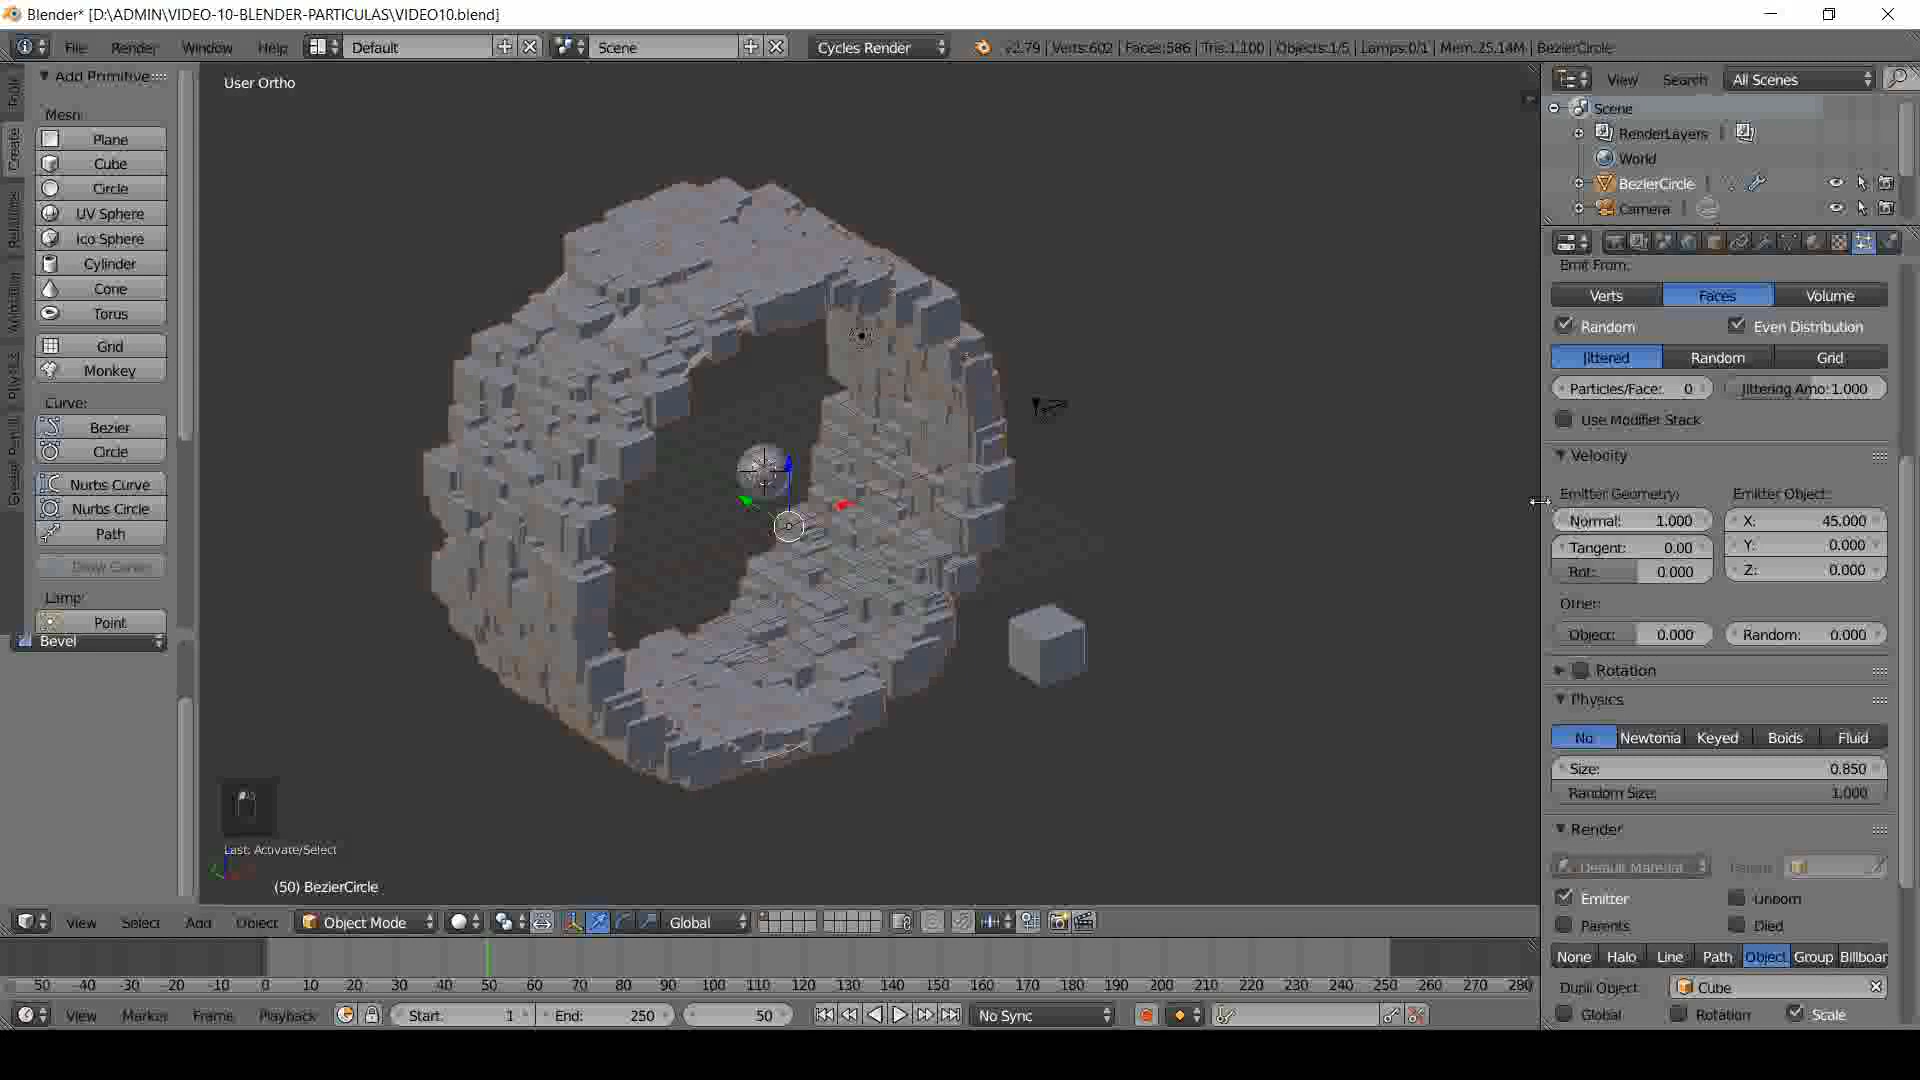 Blender* [D:\ADMIN\VIDEO-10-BLENDER-PARTICULAS\VIDEO10.blend]
File Render Window Help Default Scene Cycles Render v2.79 | Verts:602 | Faces:586 | Tris:1,100 | Objects:1/5 | Lamps:0/1 | Mem:25.14M | BezierCircle
Add Primitive
Mesh:
Plane
Cube
Circle
UV Sphere
Ico Sphere
Cylinder
Cone
Torus
Grid
Monkey
Curve:
Bezier
Circle
Nurbs Curve
Nurbs Circle
Path
Draw Curve
Lamp:
Point
Bevel
Create
Relations
Animation
Physics
Grease Pencil
User Ortho
Last: Activate/Select
(50) BezierCircle
View Search All Scenes
Scene
RenderLayers
World
BezierCircle
Camera
Emit From:
Verts Faces Volume
Random Even Distribution
Jittered Random Grid
Particles/Face: 0 Jittering Amo: 1.000
Use Modifier Stack
Velocity
Emitter Geometry: Emitter Object:
Normal: 1.000 X: 45.000
Tangent: 0.00 Y: 0.000
Rot: 0.000 Z: 0.000
Other:
Object: 0.000 Random: 0.000
Rotation
Physics
No Newtonia Keyed Boids Fluid
Size: 0.850
Random Size: 1.000
Render
Default Material Parent:
Emitter Unborn
Parents Died
None Halo Line Path Object Group Billboar
Dupli Object: Cube
Global Rotation Scale
View Select Add Object Object Mode Global
50 -40 -30 -20 -10 0 10 20 30 40 50 60 70 80 90 100 110 120 130 140 150 160 170 180 190 200 210 220 230 240 250 260 270 280
View Marker Frame Playback Start: 1 End: 250 50 No Sync